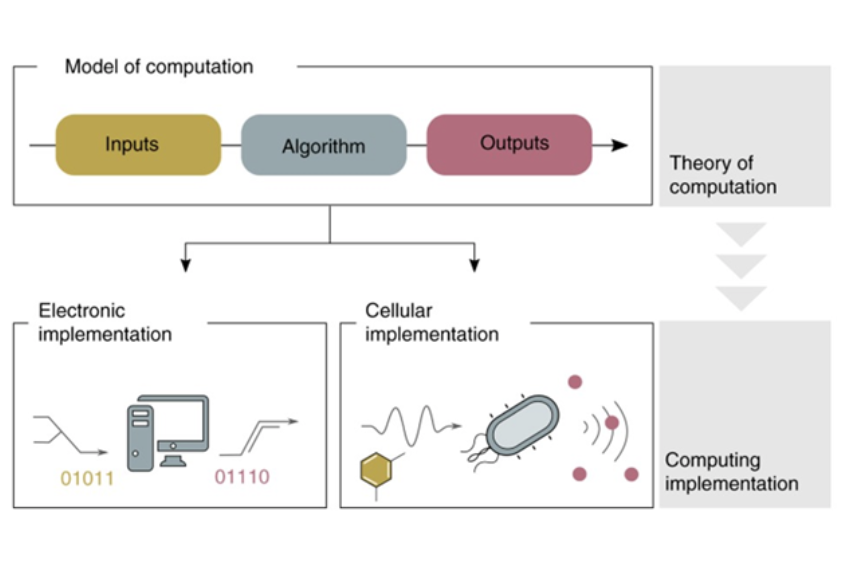 Model of computation
Inputs
Algorithm
Outputs
Theory of
computation
Electronic
implementation
Cellular
implementation
01011
01110
Computing
implementation